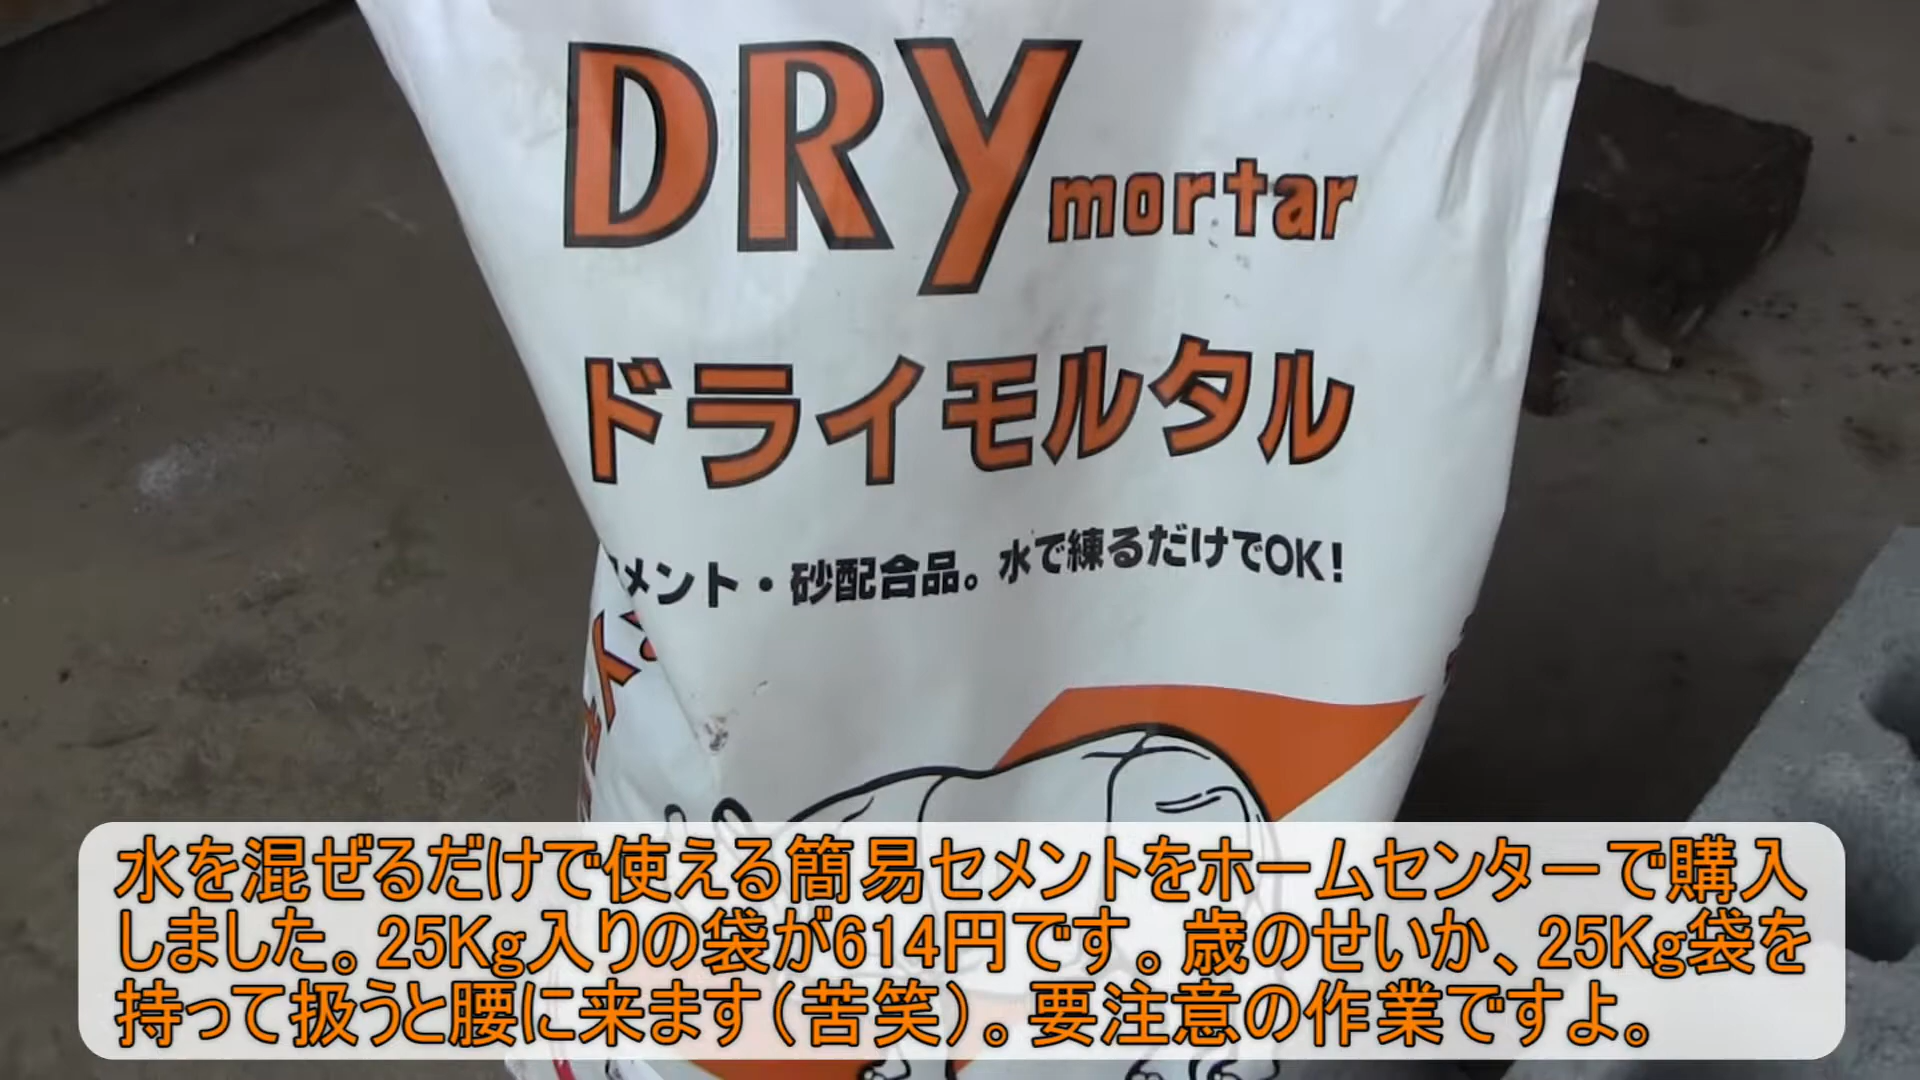 DRY mortar
ドライモルタル
メント・砂配合品。水で練るだけでOK!
水を混ぜるだけで使える簡易セメントをホームセンターで購入
しました。25Kg入りの袋が614円です。歳のせいか、25Kg袋を
持って扱うと腰に来ます(苦笑)。要注意の作業ですよ。